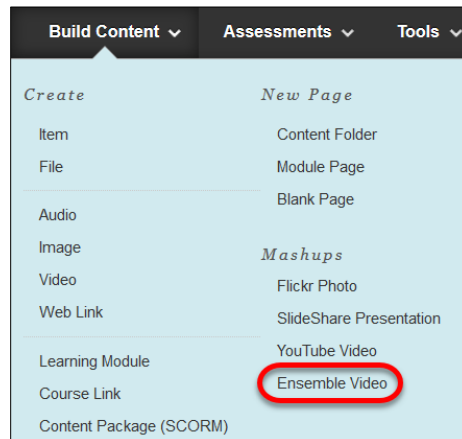 Build Content Assessments Tools
Create
Item
File
Audio
Image
Video
Web Link
Learning Module
Course Link
Content Package (SCORM)
New Page
Content Folder
Module Page
Blank Page
Mashups
Flickr Photo
SlideShare Presentation
YouTube Video
Ensemble Video